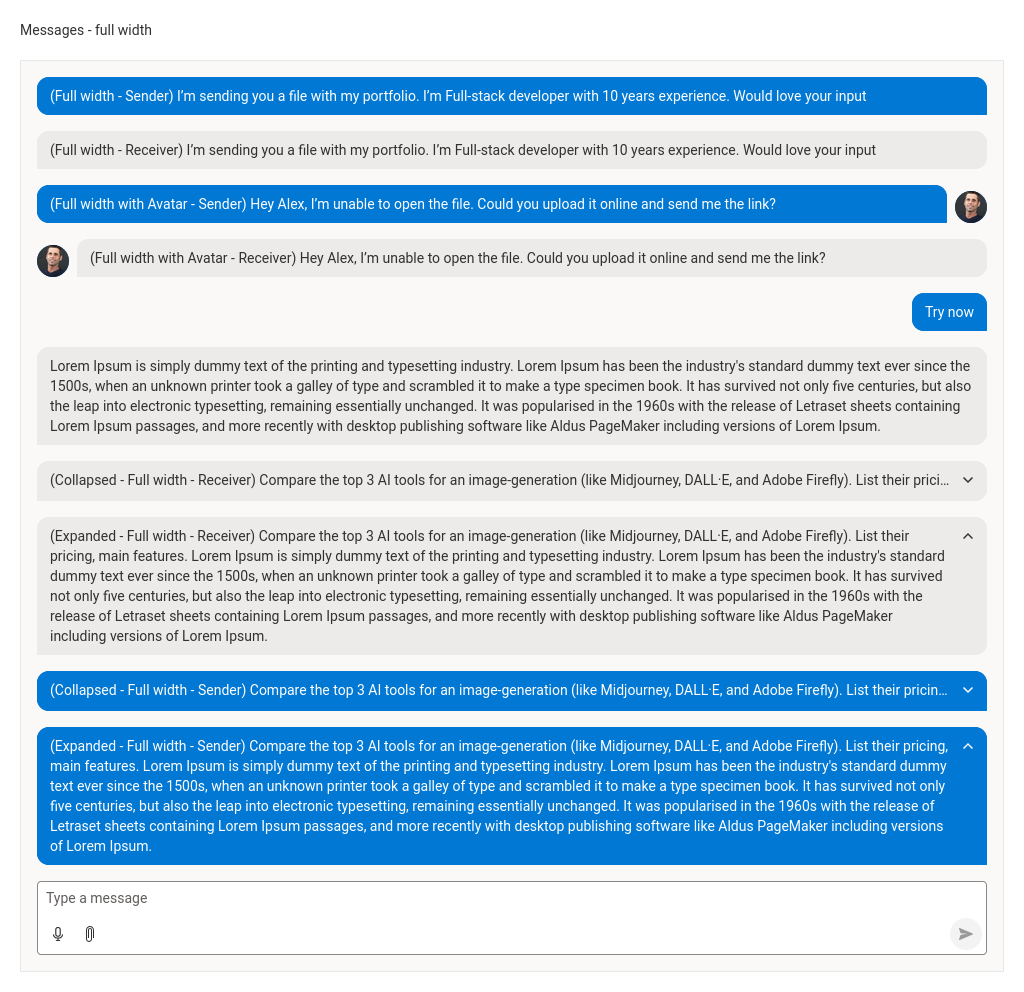 Messages - full width
(Full width - Sender) I’m sending you a file with my portfolio. I’m Full-stack developer with 10 years experience. Would love your input
(Full width - Receiver) I’m sending you a file with my portfolio. I’m Full-stack developer with 10 years experience. Would love your input
(Full width with Avatar - Sender) Hey Alex, I’m unable to open the file. Could you upload it online and send me the link?
(Full width with Avatar - Receiver) Hey Alex, I’m unable to open the file. Could you upload it online and send me the link?
Try now
Lorem Ipsum is simply dummy text of the printing and typesetting industry. Lorem Ipsum has been the industry's standard dummy text ever since the
1500s, when an unknown printer took a galley of type and scrambled it to make a type specimen book. It has survived not only five centuries, but also
the leap into electronic typesetting, remaining essentially unchanged. It was popularised in the 1960s with the release of Letraset sheets containing
Lorem Ipsum passages, and more recently with desktop publishing software like Aldus PageMaker including versions of Lorem Ipsum.
(Collapsed - Full width - Receiver) Compare the top 3 AI tools for an image-generation (like Midjourney, DALL·E, and Adobe Firefly). List their prici…
(Expanded - Full width - Receiver) Compare the top 3 AI tools for an image-generation (like Midjourney, DALL·E, and Adobe Firefly). List their
pricing, main features. Lorem Ipsum is simply dummy text of the printing and typesetting industry. Lorem Ipsum has been the industry's standard
dummy text ever since the 1500s, when an unknown printer took a galley of type and scrambled it to make a type specimen book. It has survived
not only five centuries, but also the leap into electronic typesetting, remaining essentially unchanged. It was popularised in the 1960s with the
release of Letraset sheets containing Lorem Ipsum passages, and more recently with desktop publishing software like Aldus PageMaker
including versions of Lorem Ipsum.
(Collapsed - Full width - Sender) Compare the top 3 AI tools for an image-generation (like Midjourney, DALL·E, and Adobe Firefly). List their pricin…
(Expanded - Full width - Sender) Compare the top 3 AI tools for an image-generation (like Midjourney, DALL·E, and Adobe Firefly). List their pricing,
main features. Lorem Ipsum is simply dummy text of the printing and typesetting industry. Lorem Ipsum has been the industry's standard dummy
text ever since the 1500s, when an unknown printer took a galley of type and scrambled it to make a type specimen book. It has survived not only
five centuries, but also the leap into electronic typesetting, remaining essentially unchanged. It was popularised in the 1960s with the release of
Letraset sheets containing Lorem Ipsum passages, and more recently with desktop publishing software like Aldus PageMaker including versions
of Lorem Ipsum.
Type a message